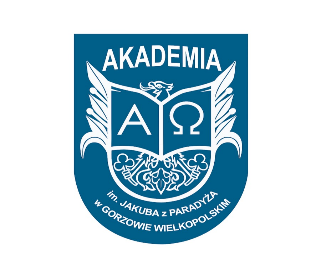 AKADEMIA
A Ω
im. JAKUBA z PARADYŻA
w GORZOWIE WIELKOPOLSKIM